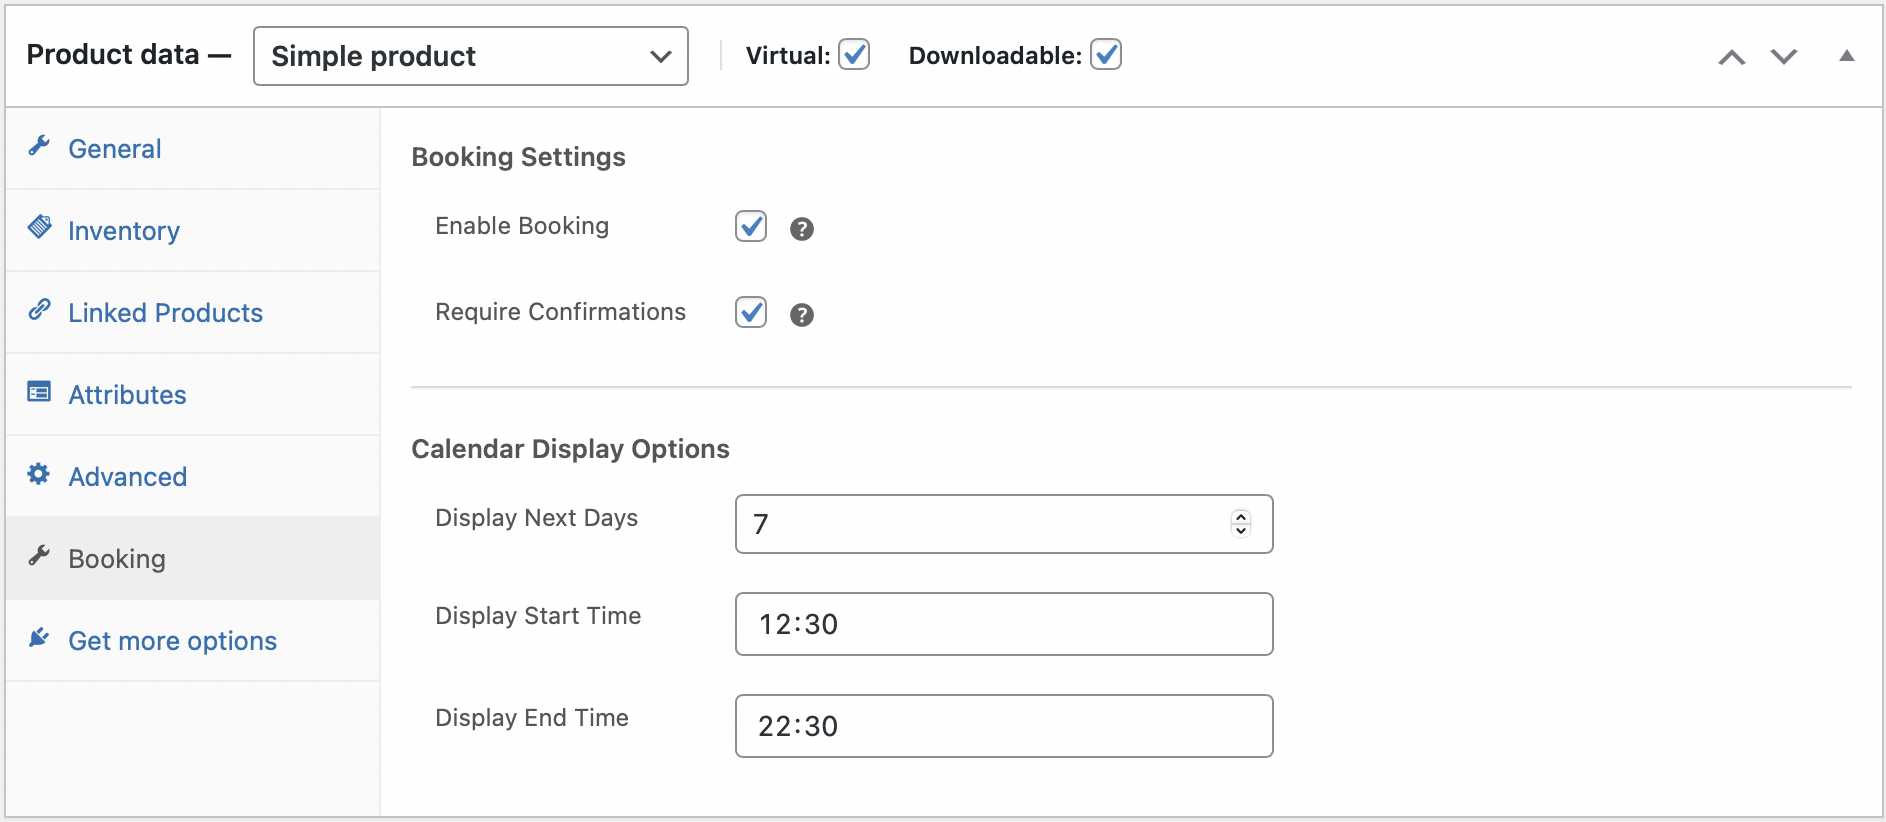 Product data — Simple product Virtual: Downloadable:
General
Inventory
Linked Products
Attributes
Advanced
Booking
Get more options
Booking Settings
Enable Booking
Require Confirmations
Calendar Display Options
Display Next Days 7
Display Start Time 12:30
Display End Time 22:30